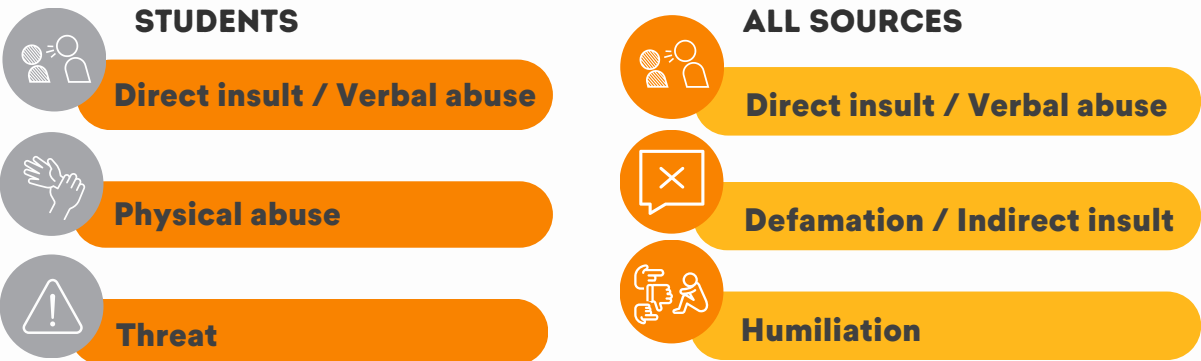 STUDENTS
Direct insult / Verbal abuse
Physical abuse
Threat
ALL SOURCES
Direct insult / Verbal abuse
Defamation / Indirect insult
Humiliation